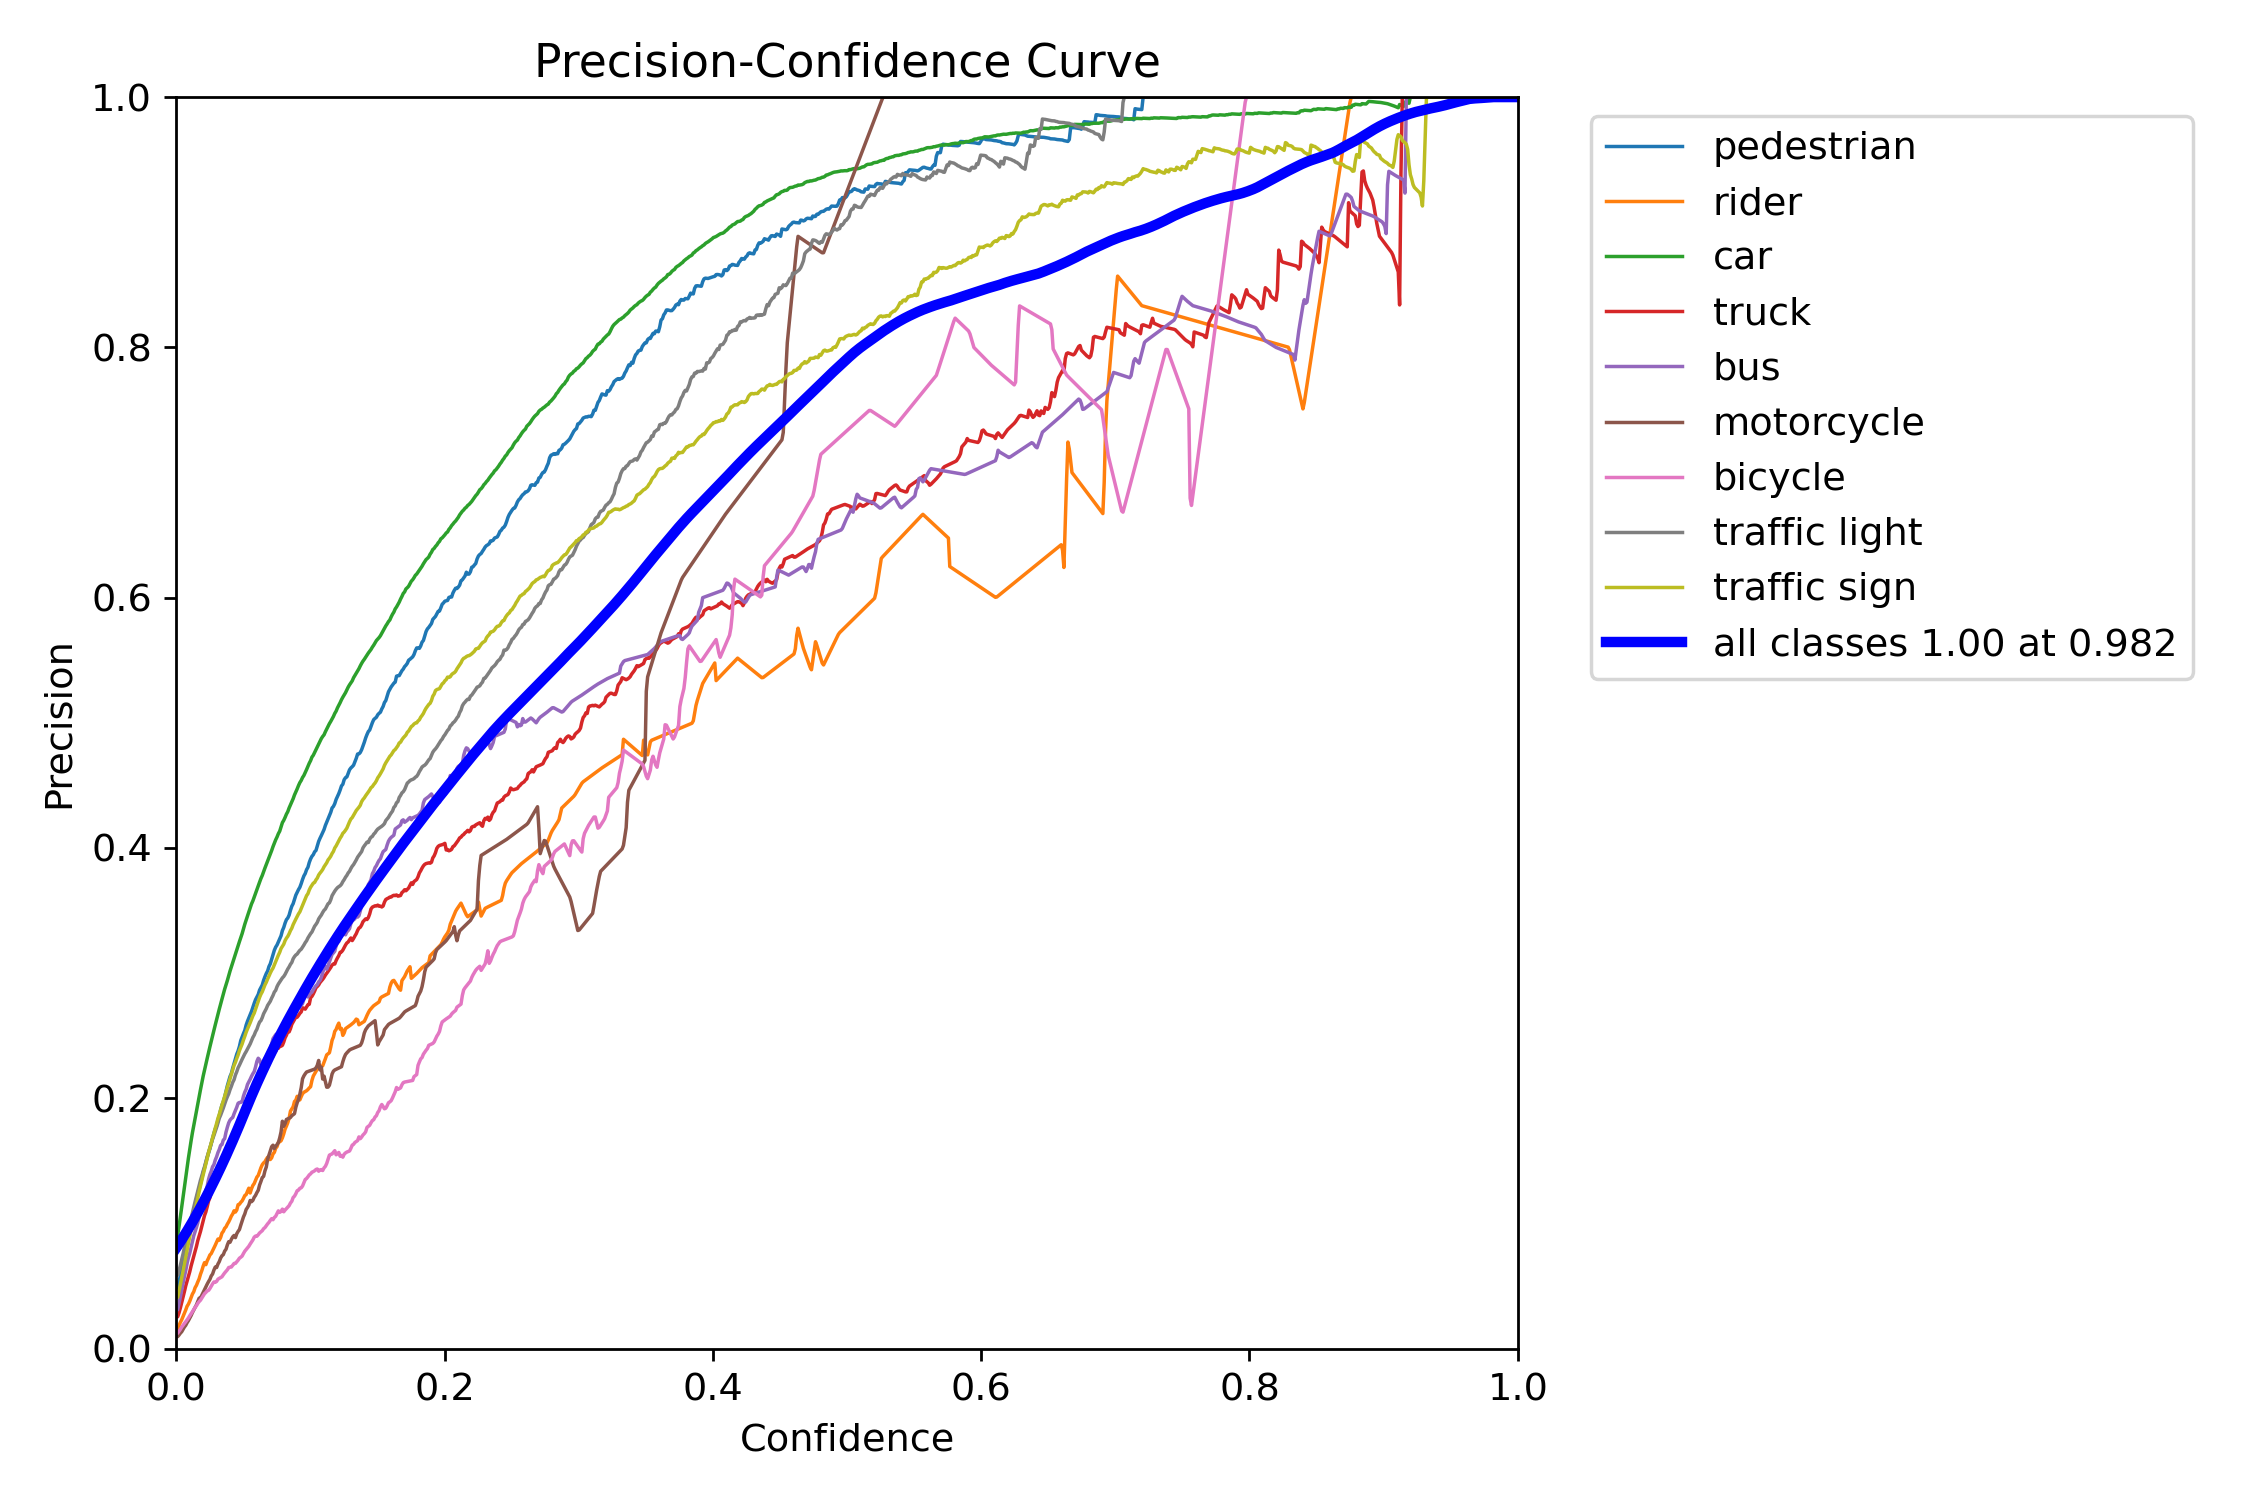 Precision-Confidence Curve
1.0
0.8
0.6
0.4
0.2
0.0
Precision
0.0 0.2 0.4 0.6 0.8 1.0
Confidence
pedestrian
rider
car
truck
bus
motorcycle
bicycle
traffic light
traffic sign
all classes 1.00 at 0.982